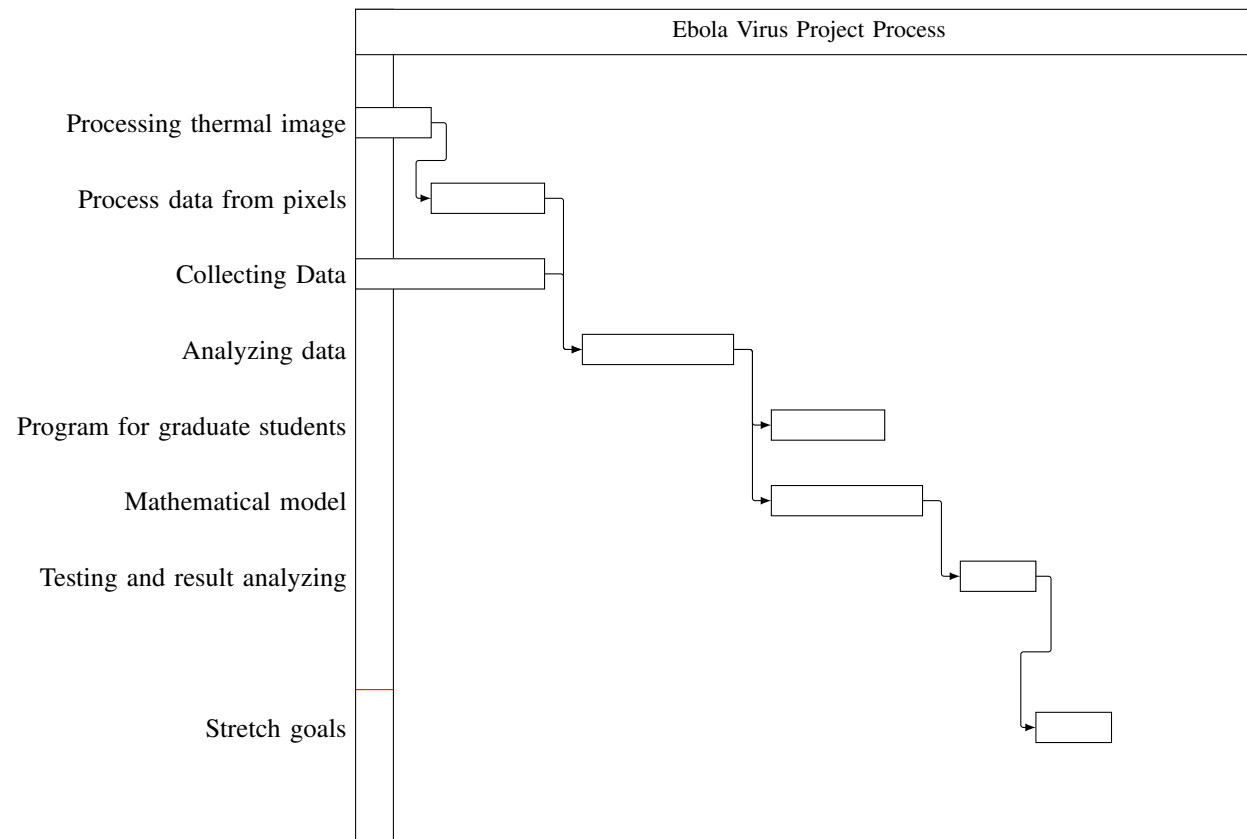 Ebola Virus Project Process
Processing thermal image
Process data from pixels
Collecting Data
Analyzing data
Program for graduate students
Mathematical model
Testing and result analyzing
Stretch goals